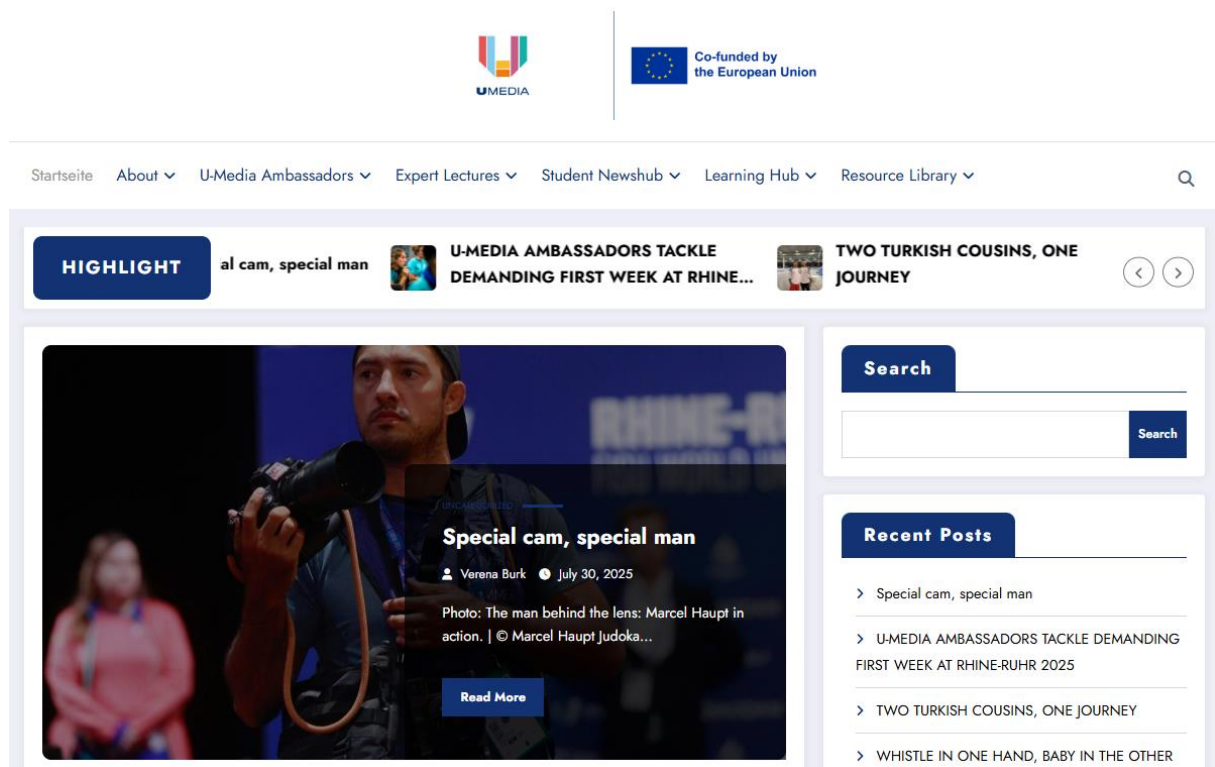 UMEDIA
Co-funded by
the European Union
Startseite About U-Media Ambassadors Expert Lectures Student Newshub Learning Hub Resource Library
HIGHLIGHT
al cam, special man
U-MEDIA AMBASSADORS TACKLE
DEMANDING FIRST WEEK AT RHINE...
TWO TURKISH COUSINS, ONE
JOURNEY
RHINE-R
UNCATEGORIZED
Special cam, special man
Verena Burk July 30, 2025
Photo: The man behind the lens: Marcel Haupt in
action. | © Marcel Haupt Judoka...
Read More
Search
Search
Recent Posts
Special cam, special man
U-MEDIA AMBASSADORS TACKLE DEMANDING
FIRST WEEK AT RHINE-RUHR 2025
TWO TURKISH COUSINS, ONE JOURNEY
WHISTLE IN ONE HAND, BABY IN THE OTHER